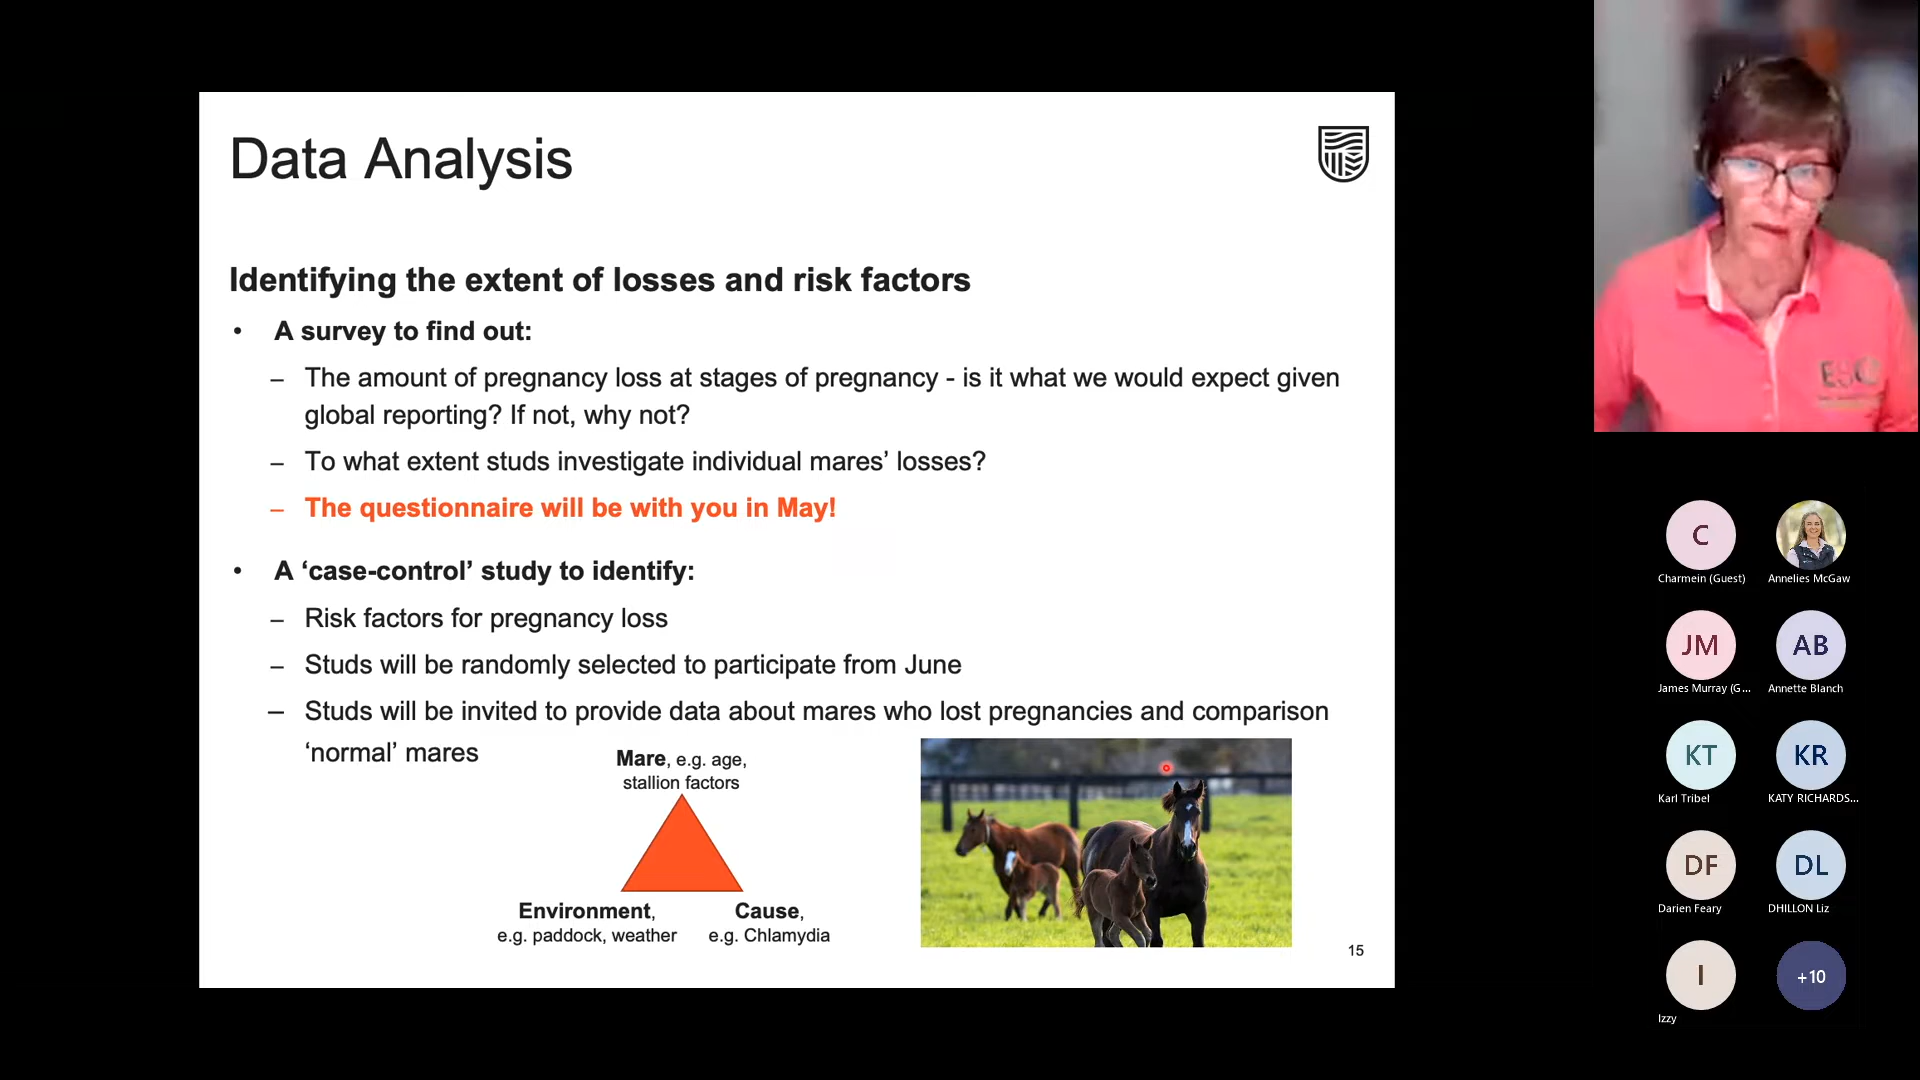 Data Analysis
Identifying the extent of losses and risk factors
• A survey to find out:
– The amount of pregnancy loss at stages of pregnancy - is it what we would expect given
global reporting? If not, why not?
– To what extent studs investigate individual mares’ losses?
– The questionnaire will be with you in May!
• A ‘case-control’ study to identify:
– Risk factors for pregnancy loss
– Studs will be randomly selected to participate from June
– Studs will be invited to provide data about mares who lost pregnancies and comparison
‘normal’ mares
Mare, e.g. age,
stallion factors
Environment,
e.g. paddock, weather
Cause,
e.g. Chlamydia
15
C
Charmein (Guest)
Annelies McGaw
JM
James Murray (G...
AB
Annette Blanch
KT
Karl Tribel
KR
KATY RICHARDS...
DF
Darien Feary
DL
DHILLON Liz
I
Izzy
+10